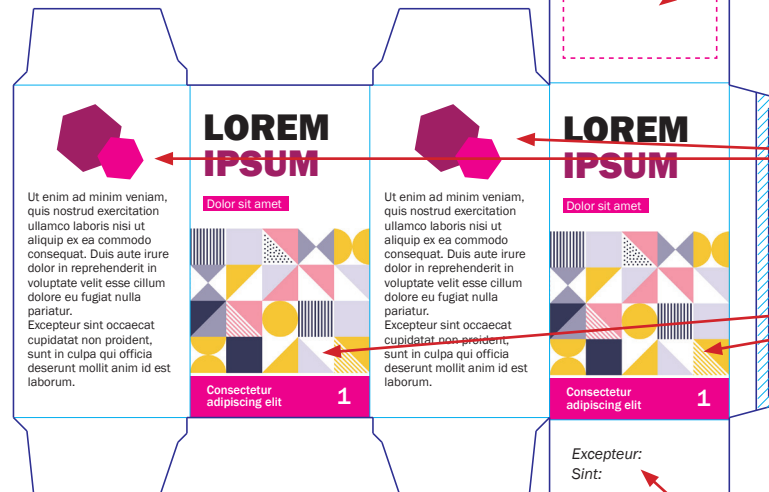 Ut enim ad minim veniam,
quis nostrud exercitation
ullamco laboris nisi ut
aliquip ex ea commodo
consequat. Duis aute irure
dolor in reprehenderit in
voluptate velit esse cillum
dolore eu fugiat nulla
pariatur.
Excepteur sint occaecat
cupidatat non proident,
sunt in culpa qui officia
deserunt mollit anim id est
laborum.
LOREM
IPSUM
Dolor sit amet
Consectetur
adipiscing elit
1
Ut enim ad minim veniam,
quis nostrud exercitation
ullamco laboris nisi ut
aliquip ex ea commodo
consequat. Duis aute irure
dolor in reprehenderit in
voluptate velit esse cillum
dolore eu fugiat nulla
pariatur.
Excepteur sint occaecat
cupidatat non proident,
sunt in culpa qui officia
deserunt mollit anim id est
laborum.
LOREM
IPSUM
Dolor sit amet
Consectetur
adipiscing elit
1
Excepteur:
Sint: